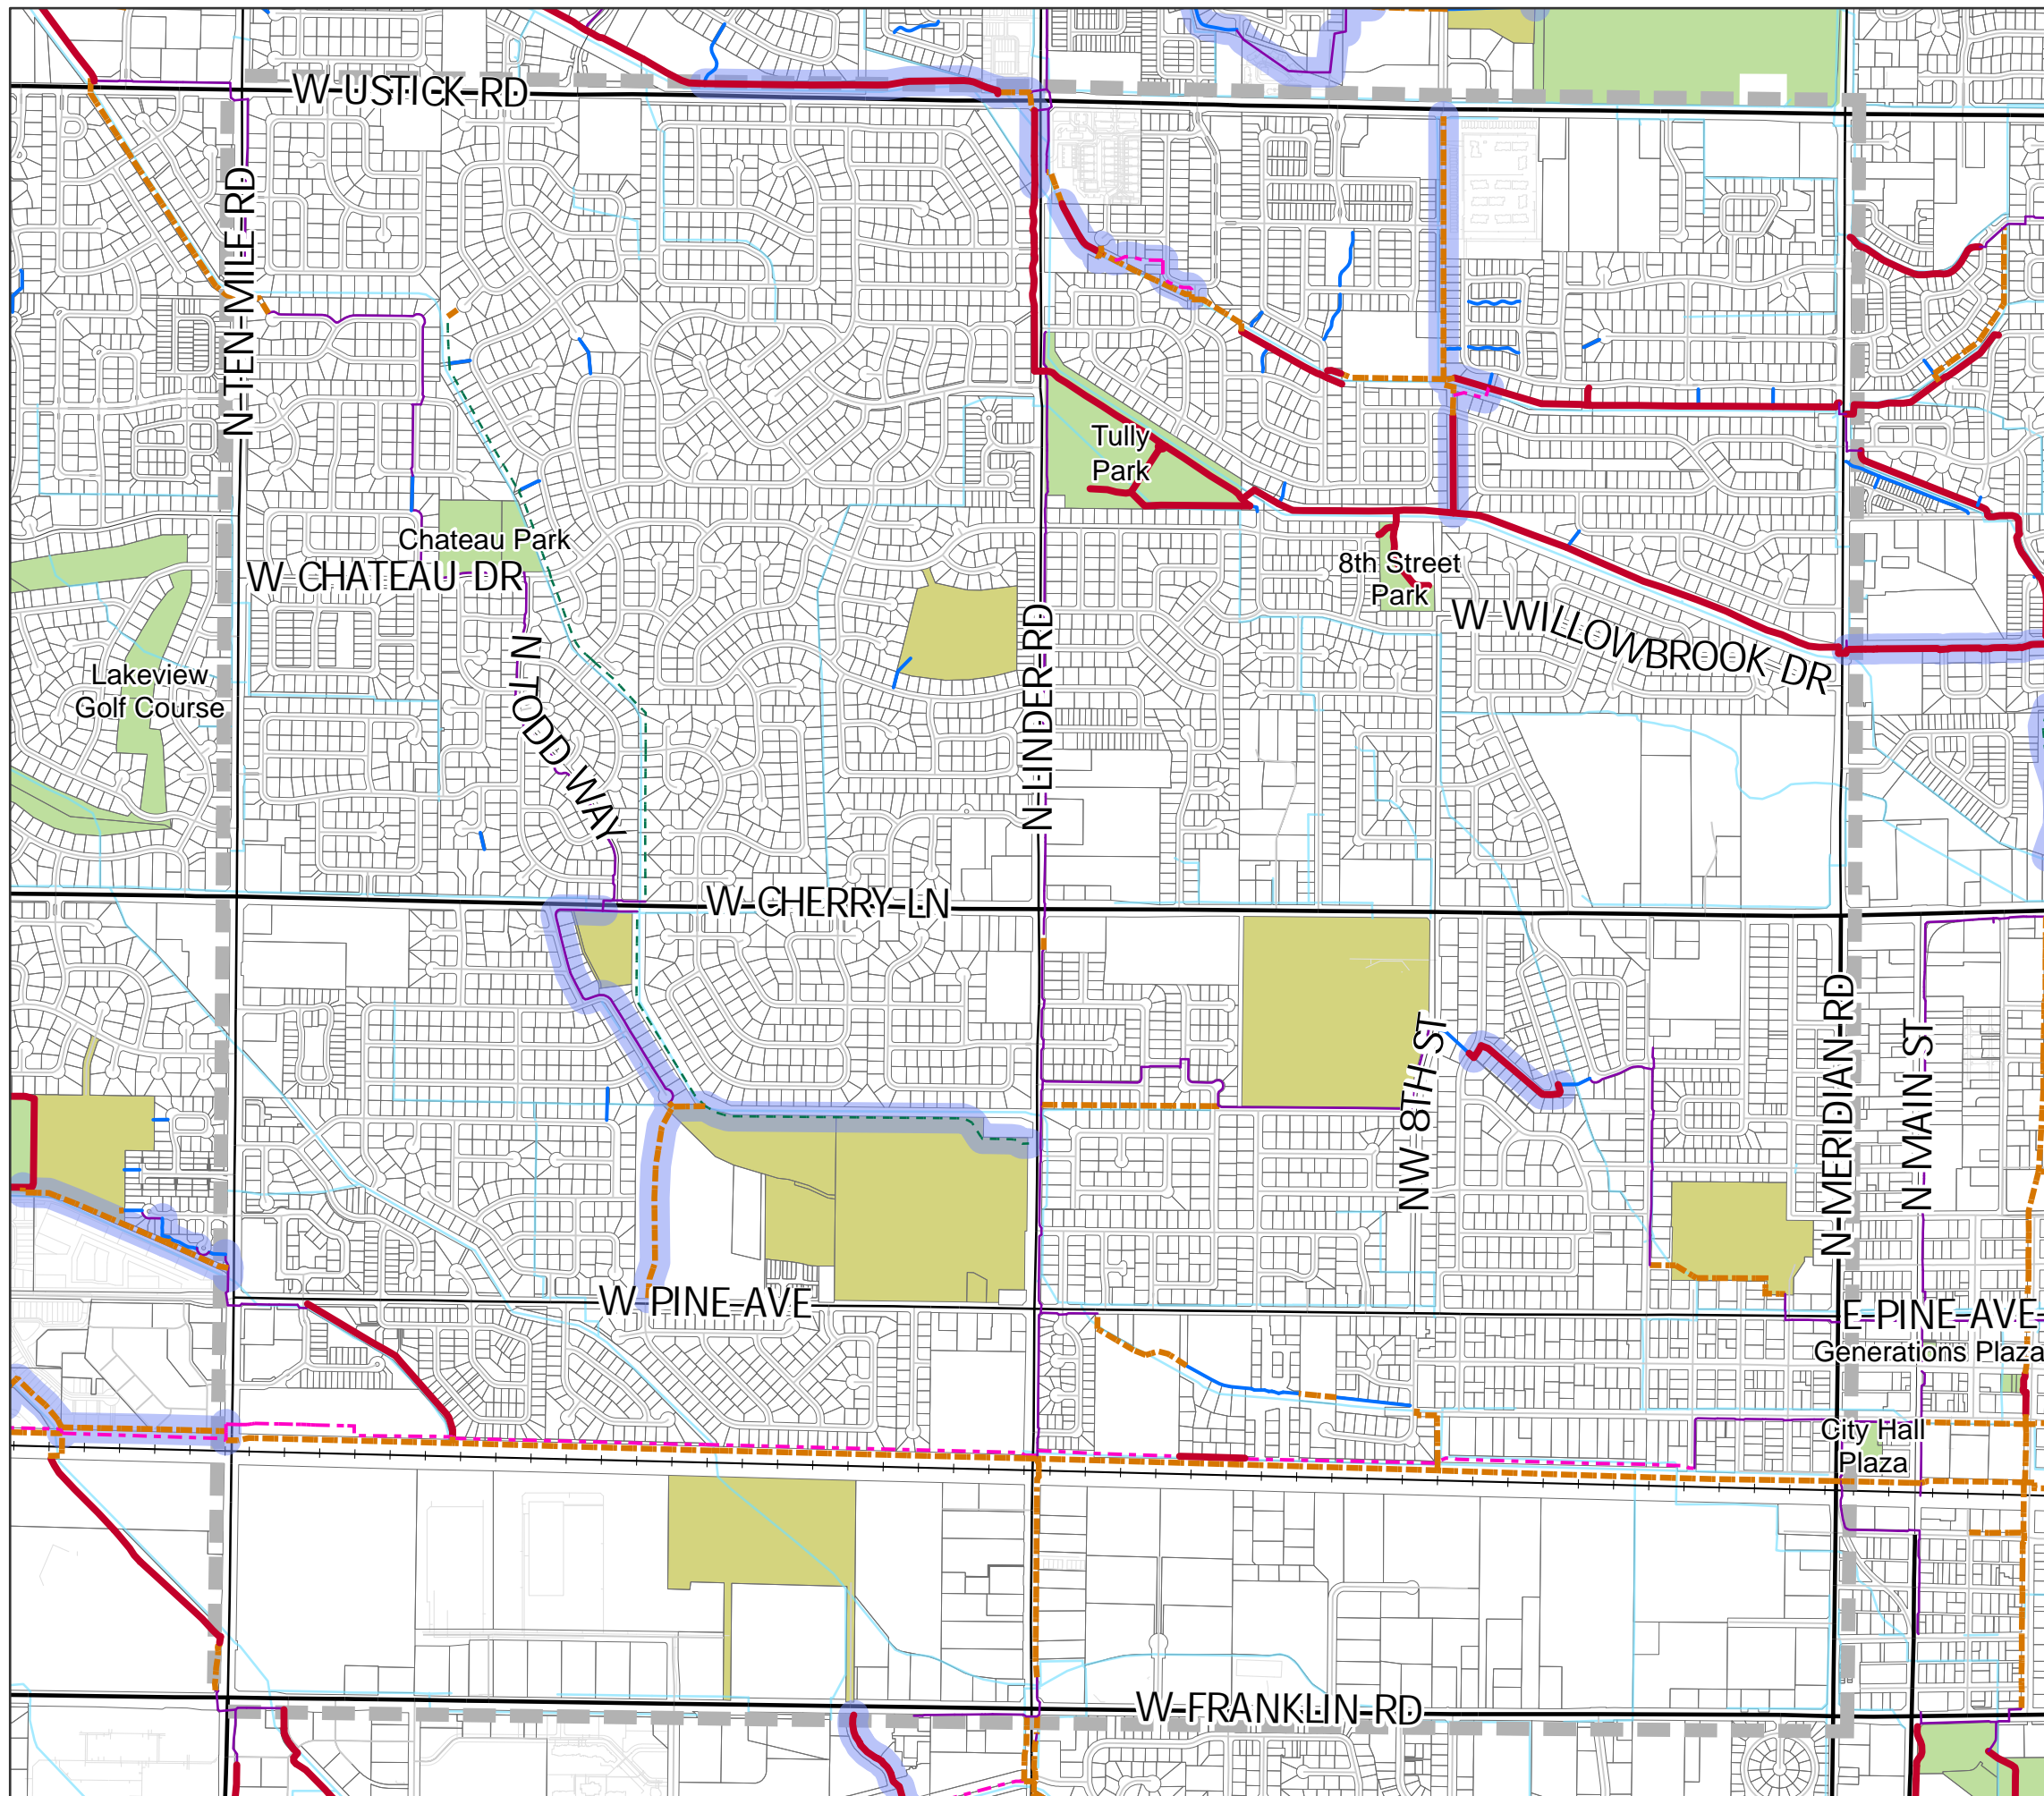 W USTICK RD
N TEN MILE RD
Tully
Park
Chateau Park
W CHATEAU DR
8th Street
Park
W WILLOWBROOK DR
N LINDER RD
N TODD WAY
Lakeview
Golf Course
W CHERRY LN
NW 8TH ST
N MERIDIAN RD
N MAIN ST
W PINE AVE
E PINE AVE
Generations Plaza
City Hall
Plaza
W FRANKLIN RD